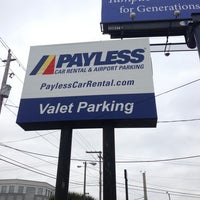 for Generations
PAYLESS
CAR RENTAL & AIRPORT PARKING
PaylessCarRental.com
Valet Parking